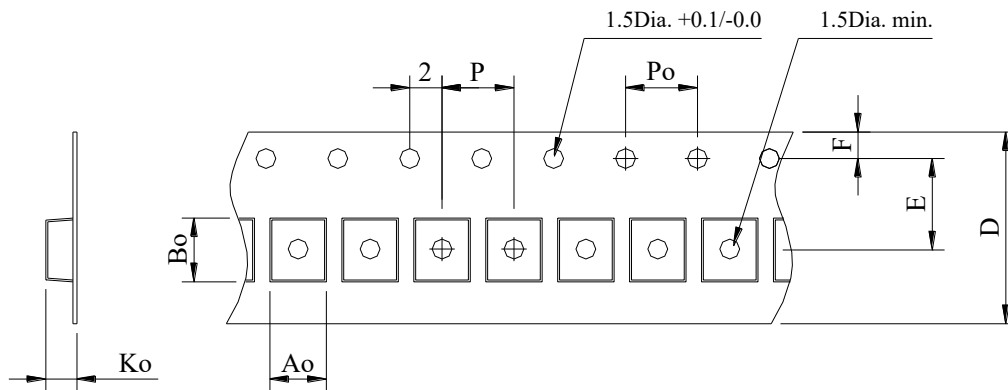 1.5Dia. +0.1/-0.0
1.5Dia. min.
2
P
Po
F
E
D
Bo
Ko
Ao